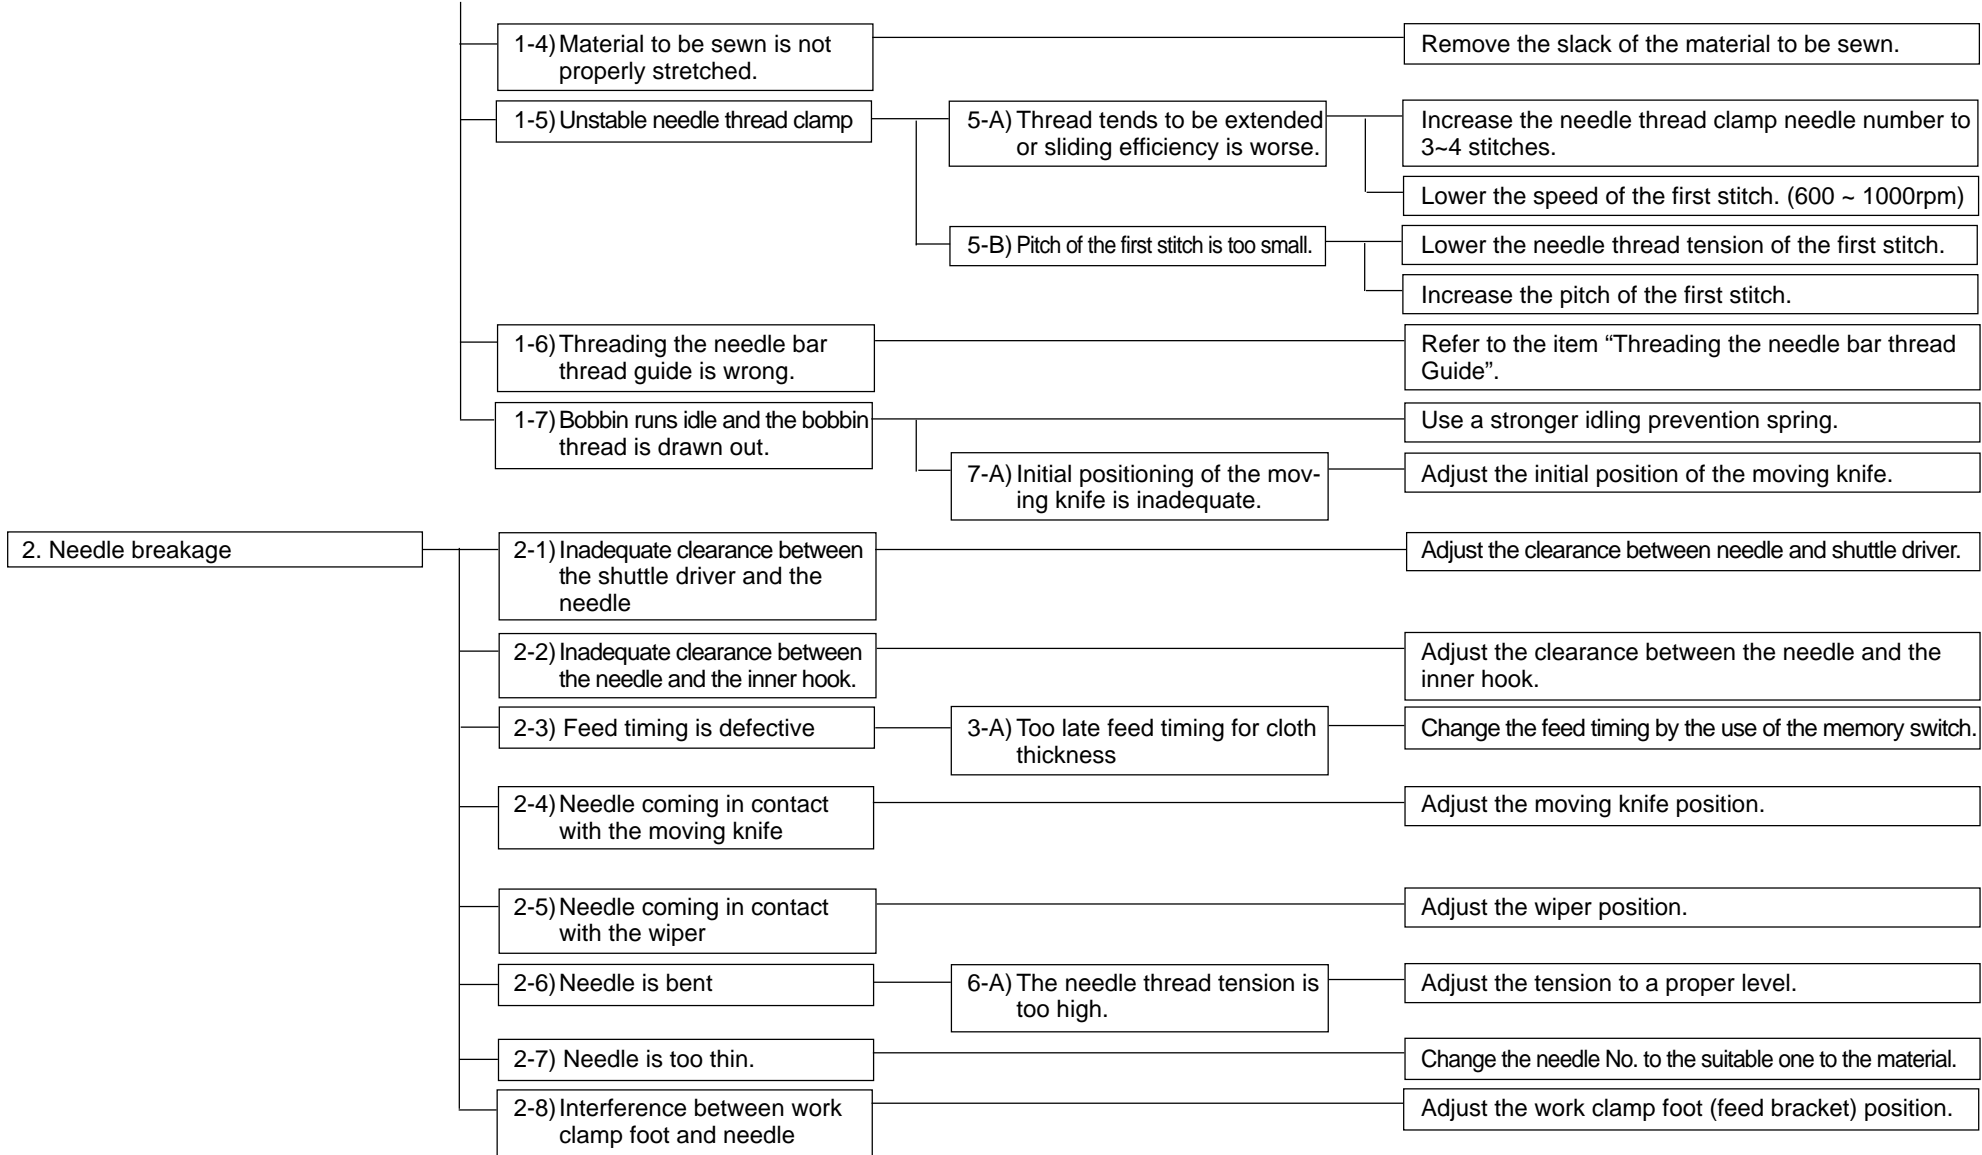 1-4) Material to be sewn is not
properly stretched.
Remove the slack of the material to be sewn.
1-5) Unstable needle thread clamp
5-A) Thread tends to be extended
or sliding efficiency is worse.
Increase the needle thread clamp needle number to
3~4 stitches.
Lower the speed of the first stitch. (600 ~ 1000rpm)
5-B) Pitch of the first stitch is too small.
Lower the needle thread tension of the first stitch.
Increase the pitch of the first stitch.
1-6) Threading the needle bar
thread guide is wrong.
Refer to the item “Threading the needle bar thread
Guide”.
1-7) Bobbin runs idle and the bobbin
thread is drawn out.
Use a stronger idling prevention spring.
7-A) Initial positioning of the mov-
ing knife is inadequate.
Adjust the initial position of the moving knife.
2. Needle breakage
2-1) Inadequate clearance between
the shuttle driver and the
needle
Adjust the clearance between needle and shuttle driver.
2-2) Inadequate clearance between
the needle and the inner hook.
Adjust the clearance between the needle and the
inner hook.
2-3) Feed timing is defective
3-A) Too late feed timing for cloth
thickness
Change the feed timing by the use of the memory switch.
2-4) Needle coming in contact
with the moving knife
Adjust the moving knife position.
2-5) Needle coming in contact
with the wiper
Adjust the wiper position.
2-6) Needle is bent
6-A) The needle thread tension is
too high.
Adjust the tension to a proper level.
2-7) Needle is too thin.
Change the needle No. to the suitable one to the material.
2-8) Interference between work
clamp foot and needle
Adjust the work clamp foot (feed bracket) position.